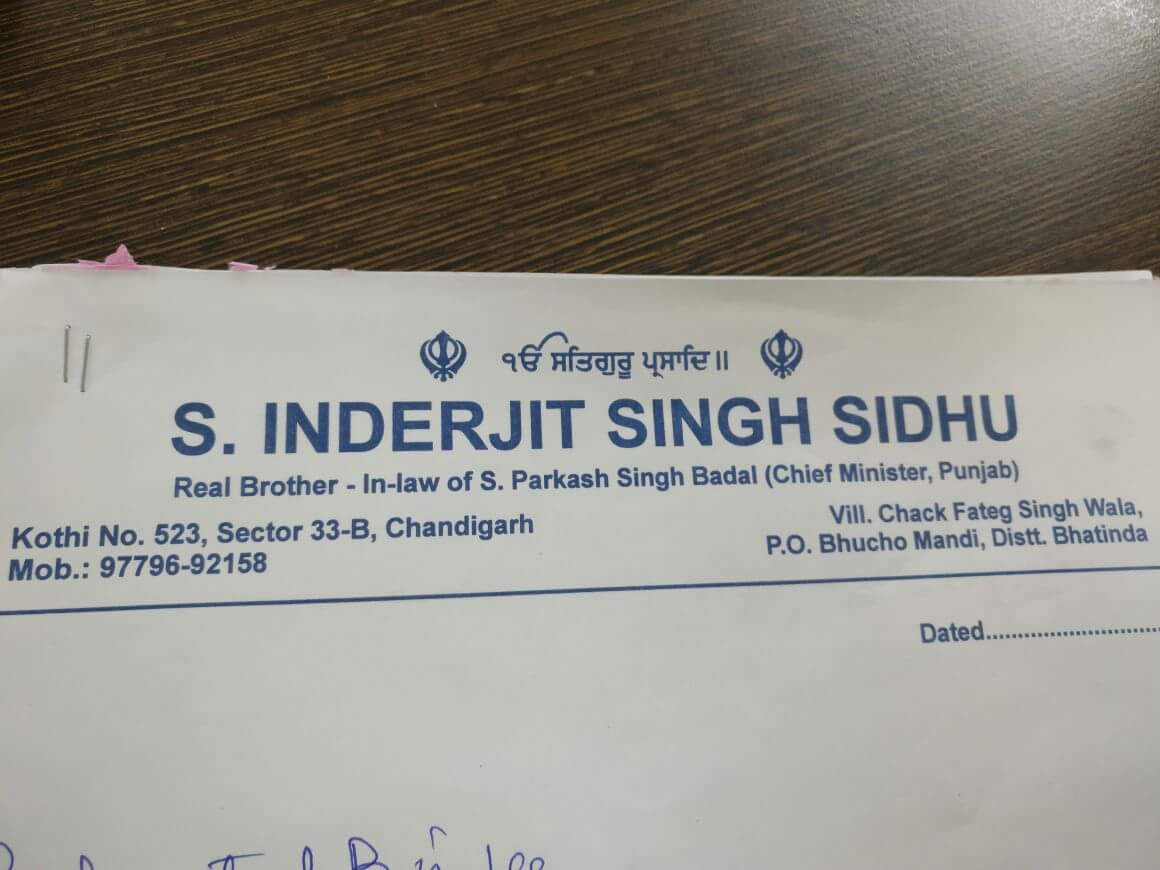 ੴ ਸਤਿਗੁਰੂ ਪ੍ਰਸਾਦਿ॥
S. INDERJIT SINGH SIDHU
Real Brother - In-law of S. Parkash Singh Badal (Chief Minister, Punjab)
Kothi No. 523, Sector 33-B, Chandigarh
Mob.: 97796-92158
Vill. Chack Fateg Singh Wala,
P.O. Bhucho Mandi, Distt. Bhatinda
Dated..............................